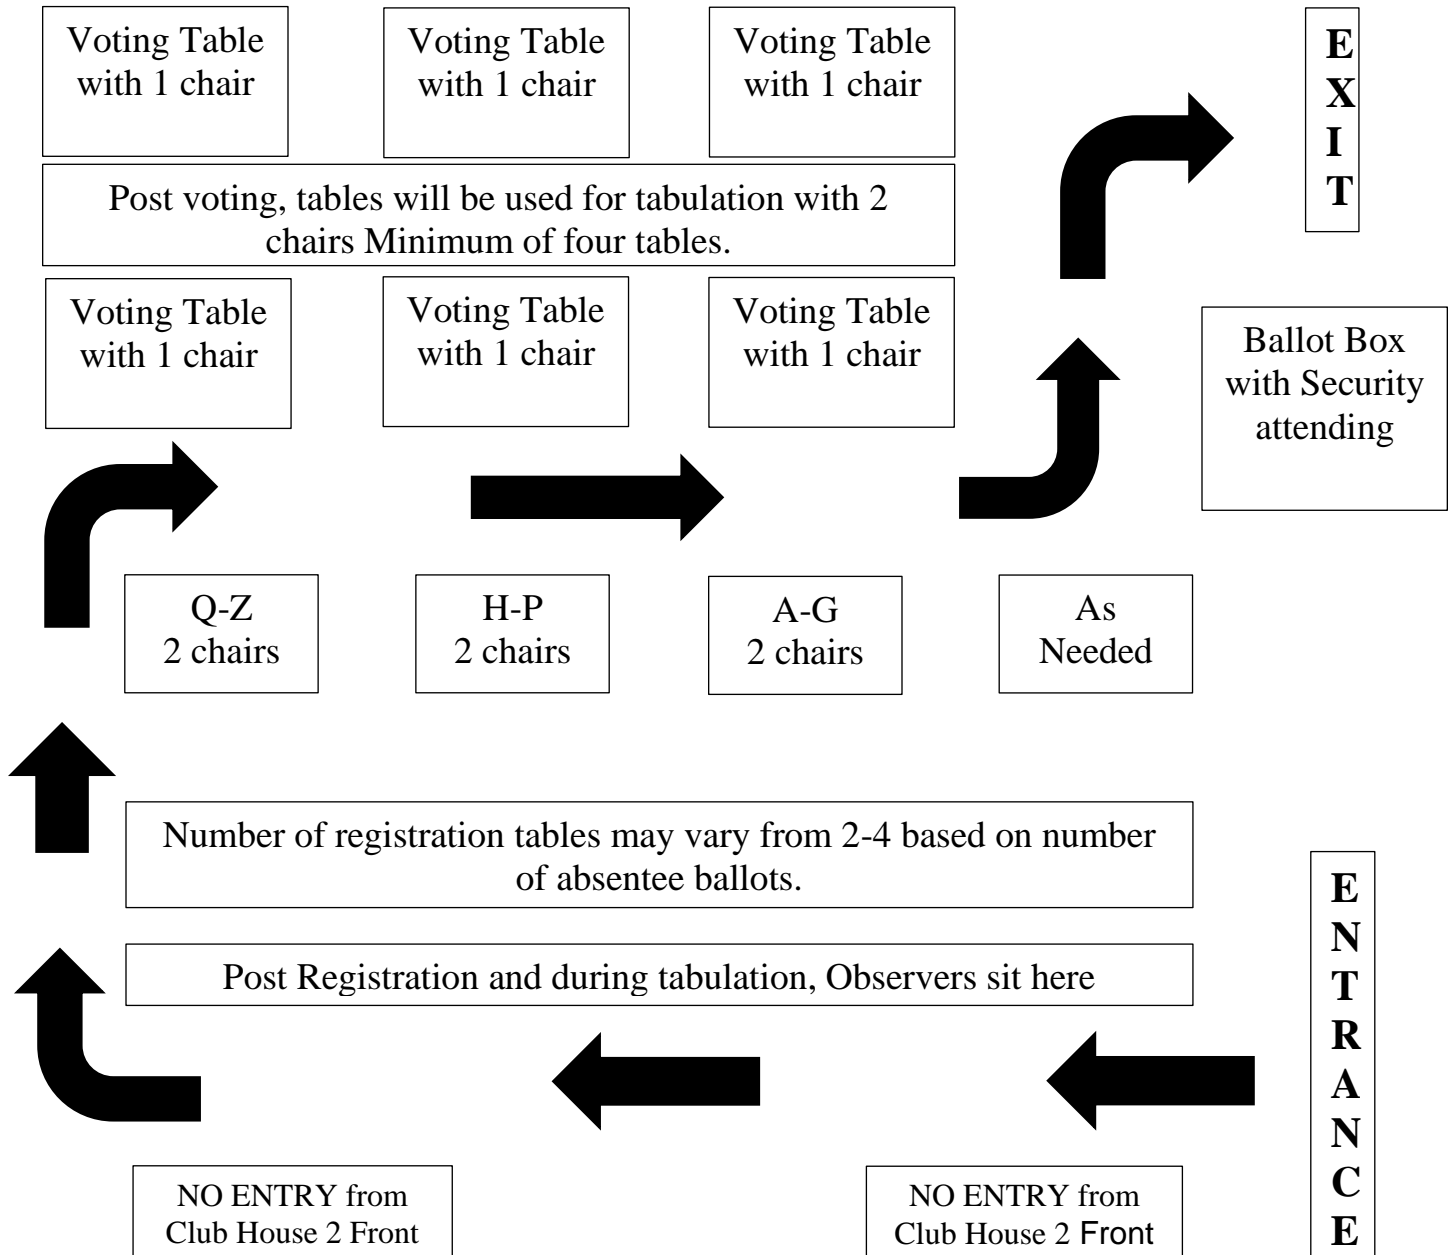 Voting Table
with 1 chair
Voting Table
with 1 chair
Voting Table
with 1 chair
EXIT
Post voting, tables will be used for tabulation with 2
chairs Minimum of four tables.
Voting Table
with 1 chair
Voting Table
with 1 chair
Voting Table
with 1 chair
Ballot Box
with Security
attending
Q-Z
2 chairs
H-P
2 chairs
A-G
2 chairs
As
Needed
Number of registration tables may vary from 2-4 based on number
of absentee ballots.
ENTRANCE
Post Registration and during tabulation, Observers sit here
NO ENTRY from
Club House 2 Front
NO ENTRY from
Club House 2 Front